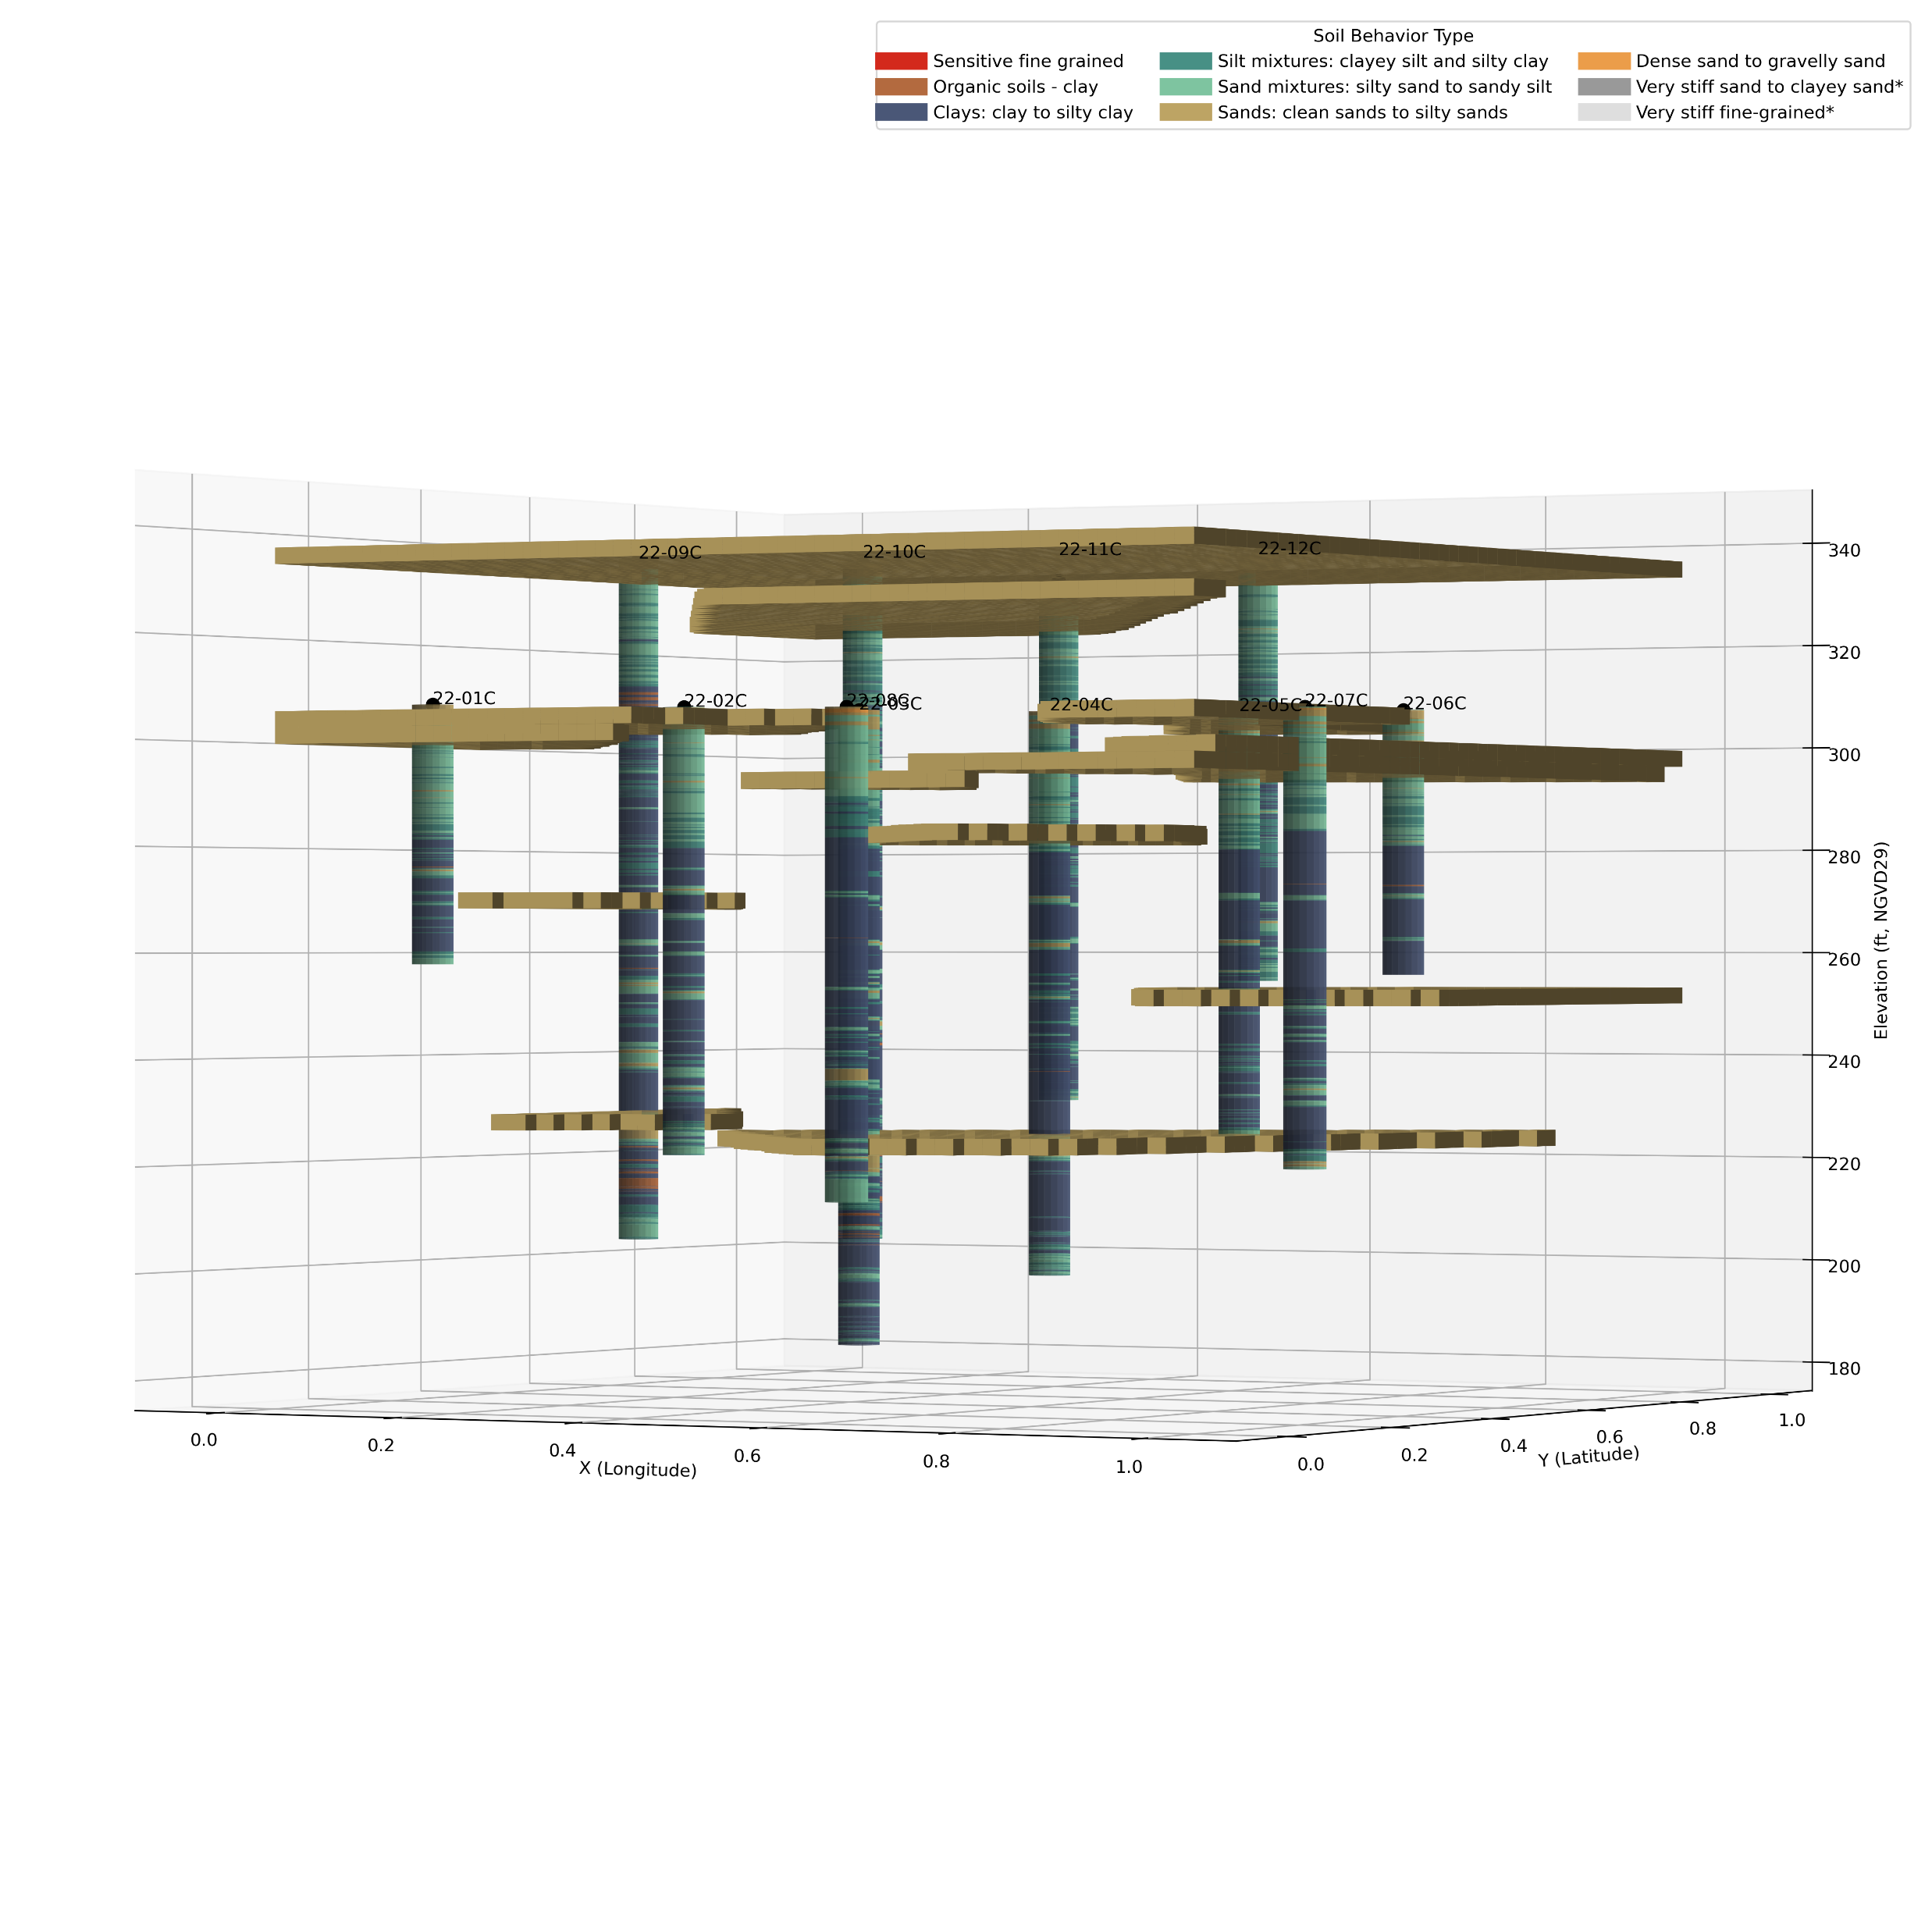 Soil Behavior Type
Sensitive fine grained
Organic soils - clay
Clays: clay to silty clay
Silt mixtures: clayey silt and silty clay
Sand mixtures: silty sand to sandy silt
Sands: clean sands to silty sands
Dense sand to gravelly sand
Very stiff sand to clayey sand*
Very stiff fine-grained*
22-09C
22-10C
22-11C
22-12C
22-01C
22-02C
22-08C
22-03C
22-04C
22-05C
22-07C
22-06C
340
320
300
280
260
240
220
200
180
Elevation (ft, NGVD29)
0.0
0.2
0.4
0.6
0.8
1.0
X (Longitude)
0.0
0.2
0.4
0.6
0.8
1.0
Y (Latitude)